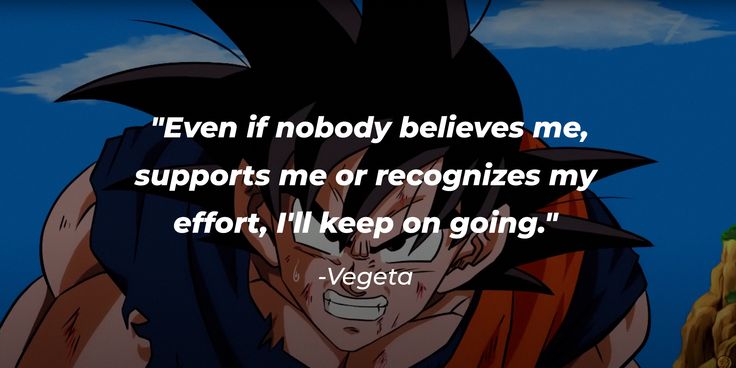 "Even if nobody believes me,
supports me or recognizes my
effort, I'll keep on going."
-Vegeta